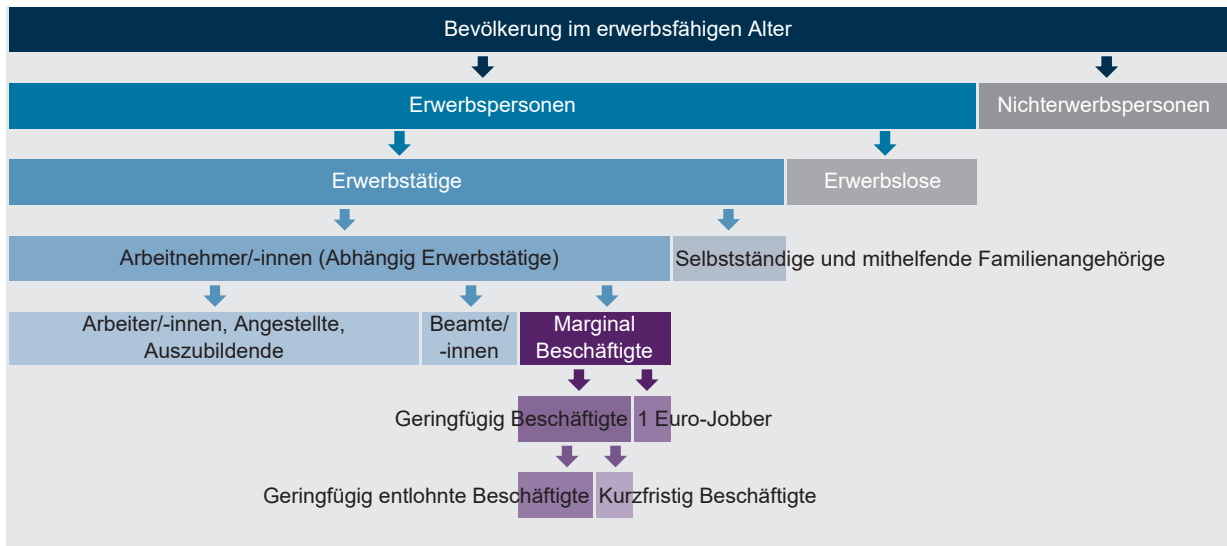 Bevölkerung im erwerbsfähigen Alter
Erwerbspersonen
Nichterwerbspersonen
Erwerbstätige
Erwerbslose
Arbeitnehmer/-innen (Abhängig Erwerbstätige)
Selbstständige und mithelfende Familienangehörige
Arbeiter/-innen, Angestellte,
Auszubildende
Beamte/
-innen
Marginal
Beschäftigte
Geringfügig Beschäftigte
1 Euro-Jobber
Geringfügig entlohnte Beschäftigte
Kurzfristig Beschäftigte